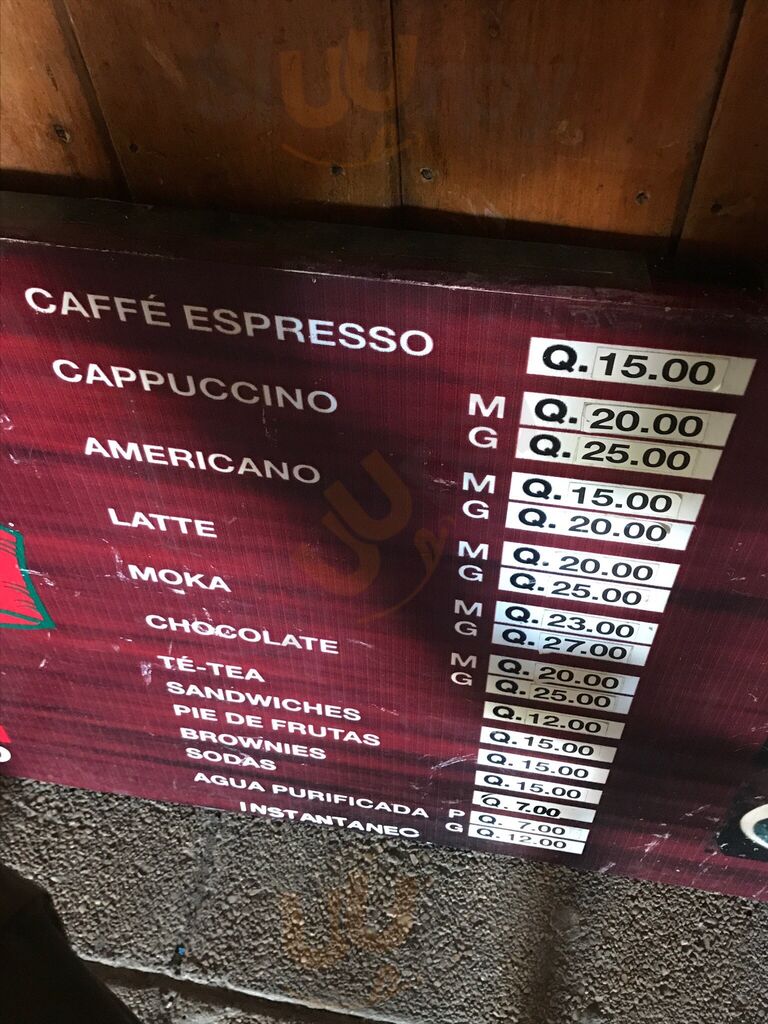 CAFFÉ ESPRESSO Q. 15.00
CAPPUCCINO M Q. 20.00
G Q. 25.00
AMERICANO M Q. 15.00
G Q. 20.00
LATTE M Q. 20.00
G Q. 25.00
MOKA M Q. 23.00
G Q. 27.00
CHOCOLATE M Q. 20.00
G Q. 25.00
TÉ-TEA Q. 12.00
SANDWICHES Q. 15.00
PIE DE FRUTAS Q. 15.00
BROWNIES Q. 15.00
SODAS Q. 7.00
AGUA PURIFICADA P Q. 7.00
G Q. 12.00
INSTANTANEO